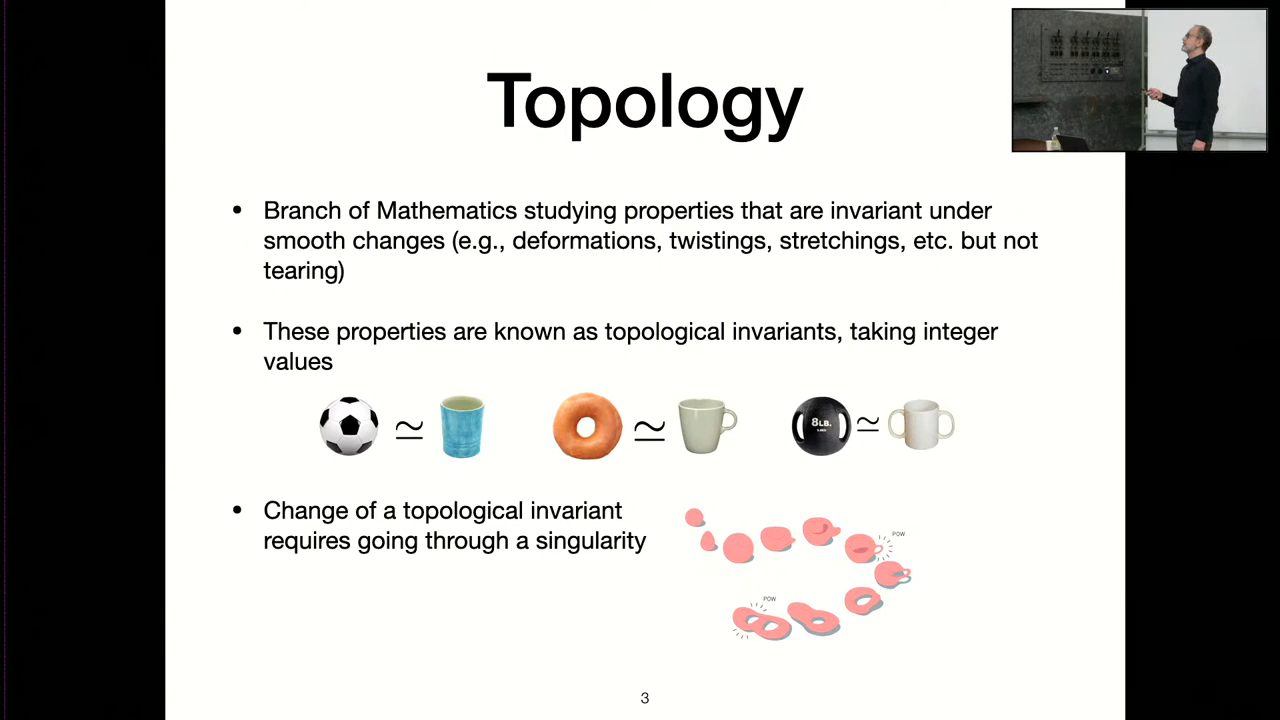 Topology
• Branch of Mathematics studying properties that are invariant under
smooth changes (e.g., deformations, twistings, stretchings, etc. but not
tearing)
• These properties are known as topological invariants, taking integer
values
≃ ≃ 8LB. ≃
• Change of a topological invariant
requires going through a singularity
POW
POW
3